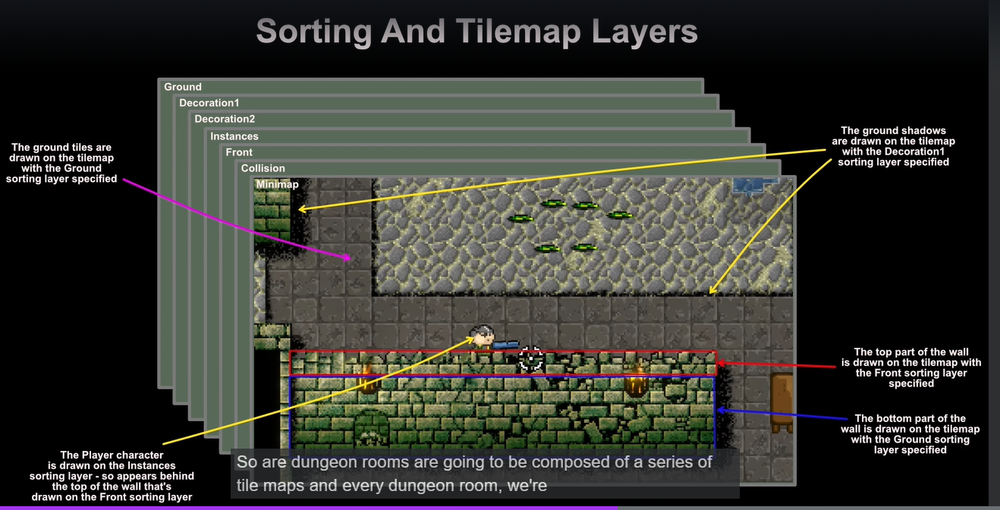 Sorting And Tilemap Layers
Ground
Decoration1
Decoration2
Instances
Front
Collision
Minimap
The ground tiles are
drawn on the tilemap
with the Ground
sorting layer specified
The ground shadows
are drawn on the tilemap
with the Decoration1
sorting layer specified
The top part of the wall
is drawn on the tilemap with
the Front sorting layer
specified
The bottom part of the
wall is drawn on the tilemap
with the Ground sorting
layer specified
The Player character
is drawn on the Instances
sorting layer - so appears behind
the top of the wall that's
drawn on the Front sorting layer
So are dungeon rooms are going to be composed of a series of
tile maps and every dungeon room, we're